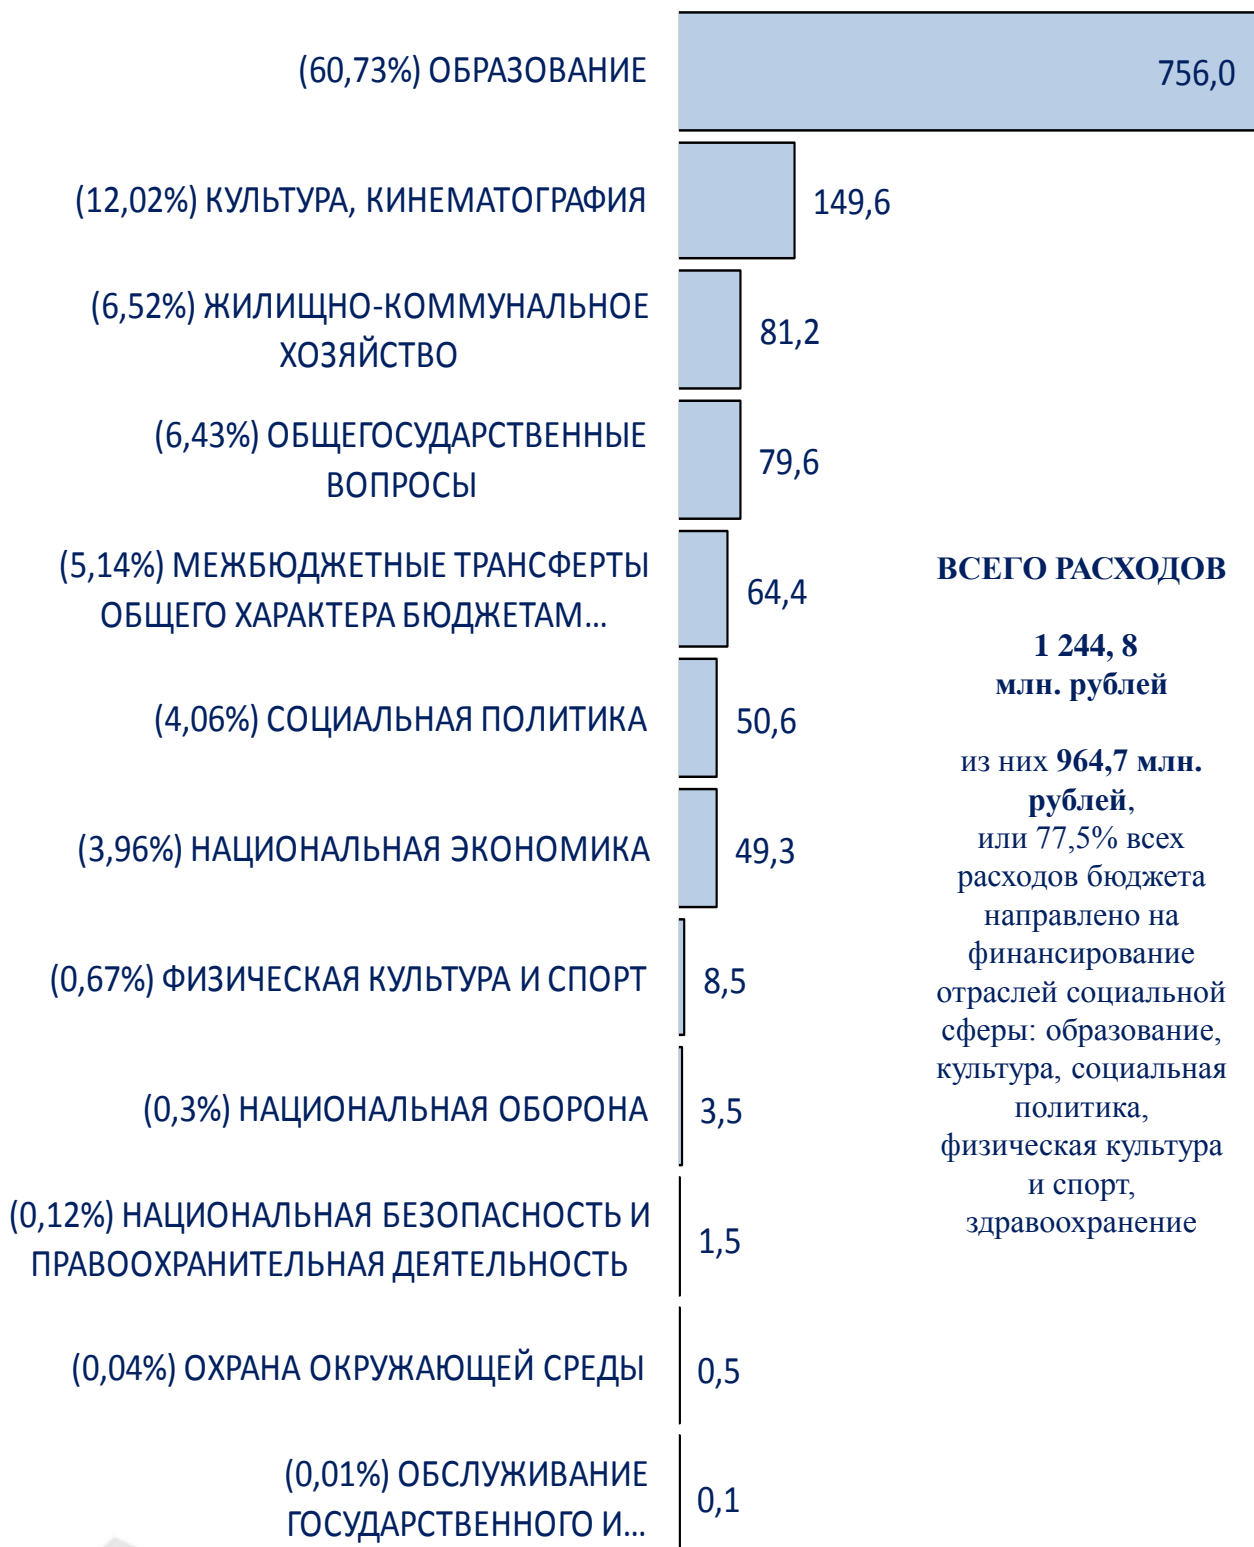 (60,73%) ОБРАЗОВАНИЕ
756,0
(12,02%) КУЛЬТУРА, КИНЕМАТОГРАФИЯ
149,6
(6,52%) ЖИЛИЩНО-КОММУНАЛЬНОЕ
ХОЗЯЙСТВО
81,2
(6,43%) ОБЩЕГОСУДАРСТВЕННЫЕ
ВОПРОСЫ
79,6
(5,14%) МЕЖБЮДЖЕТНЫЕ ТРАНСФЕРТЫ
ОБЩЕГО ХАРАКТЕРА БЮДЖЕТАМ...
64,4
(4,06%) СОЦИАЛЬНАЯ ПОЛИТИКА
50,6
(3,96%) НАЦИОНАЛЬНАЯ ЭКОНОМИКА
49,3
(0,67%) ФИЗИЧЕСКАЯ КУЛЬТУРА И СПОРТ
8,5
(0,3%) НАЦИОНАЛЬНАЯ ОБОРОНА
3,5
(0,12%) НАЦИОНАЛЬНАЯ БЕЗОПАСНОСТЬ И
ПРАВООХРАНИТЕЛЬНАЯ ДЕЯТЕЛЬНОСТЬ
1,5
(0,04%) ОХРАНА ОКРУЖАЮЩЕЙ СРЕДЫ
0,5
(0,01%) ОБСЛУЖИВАНИЕ
ГОСУДАРСТВЕННОГО И...
0,1
ВСЕГО РАСХОДОВ
1 244, 8
млн. рублей
из них 964,7 млн.
рублей,
или 77,5% всех
расходов бюджета
направлено на
финансирование
отраслей социальной
сферы: образование,
культура, социальная
политика,
физическая культура
и спорт,
здравоохранение